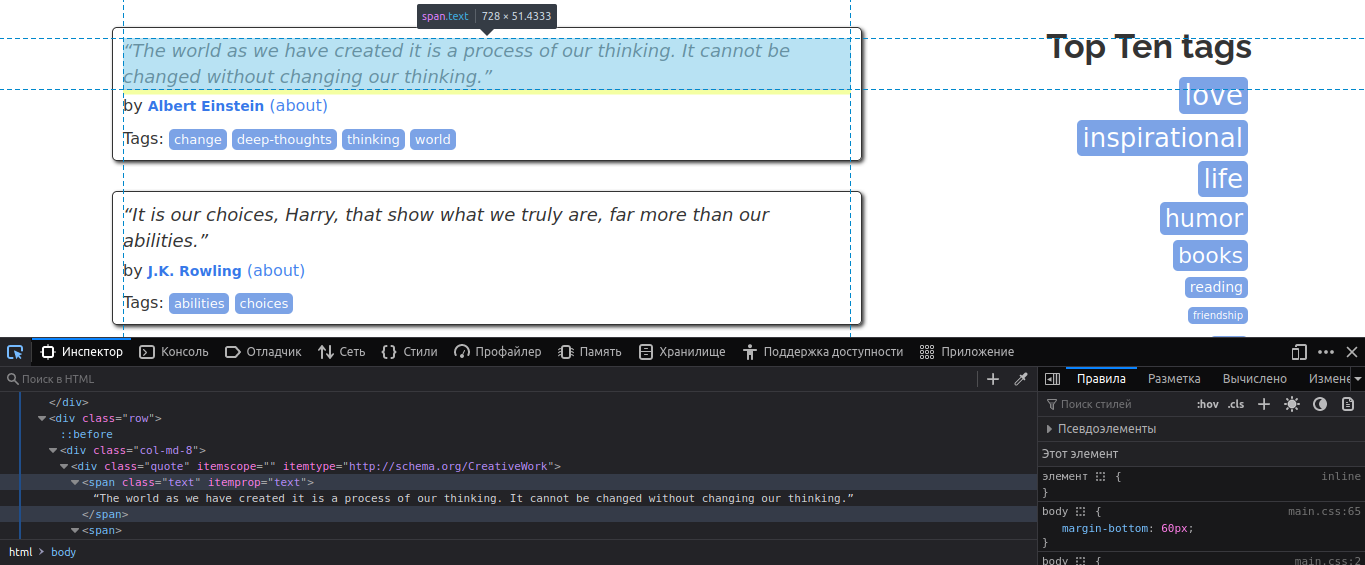 span.text 728 × 51.4333
“The world as we have created it is a process of our thinking. It cannot be
changed without changing our thinking.”
by Albert Einstein (about)
Tags: change deep-thoughts thinking world
“It is our choices, Harry, that show what we truly are, far more than our
abilities.”
by J.K. Rowling (about)
Tags: abilities choices
Top Ten tags
love
inspirational
life
humor
books
reading
friendship
Инспектор Консоль Отладчик Сеть Стили Профайлер Память Хранилище Поддержка доступности Приложение
Поиск в HTML
</div>
<div class="row">
::before
<div class="col-md-8">
<div class="quote" itemscope="" itemtype="http://schema.org/CreativeWork">
<span class="text" itemprop="text">
“The world as we have created it is a process of our thinking. It cannot be changed without changing our thinking.”
</span>
<span>
html > body
Правила Разметка Вычислено Измене
Поиск стилей :hov .cls
Псевдоэлементы
Этот элемент
элемент { inline
}
body { main.css:65
margin-bottom: 60px;
}
body { main.css:2